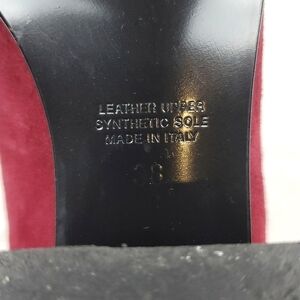 LEATHER UPPER
SYNTHETIC SOLE
MADE IN ITALY